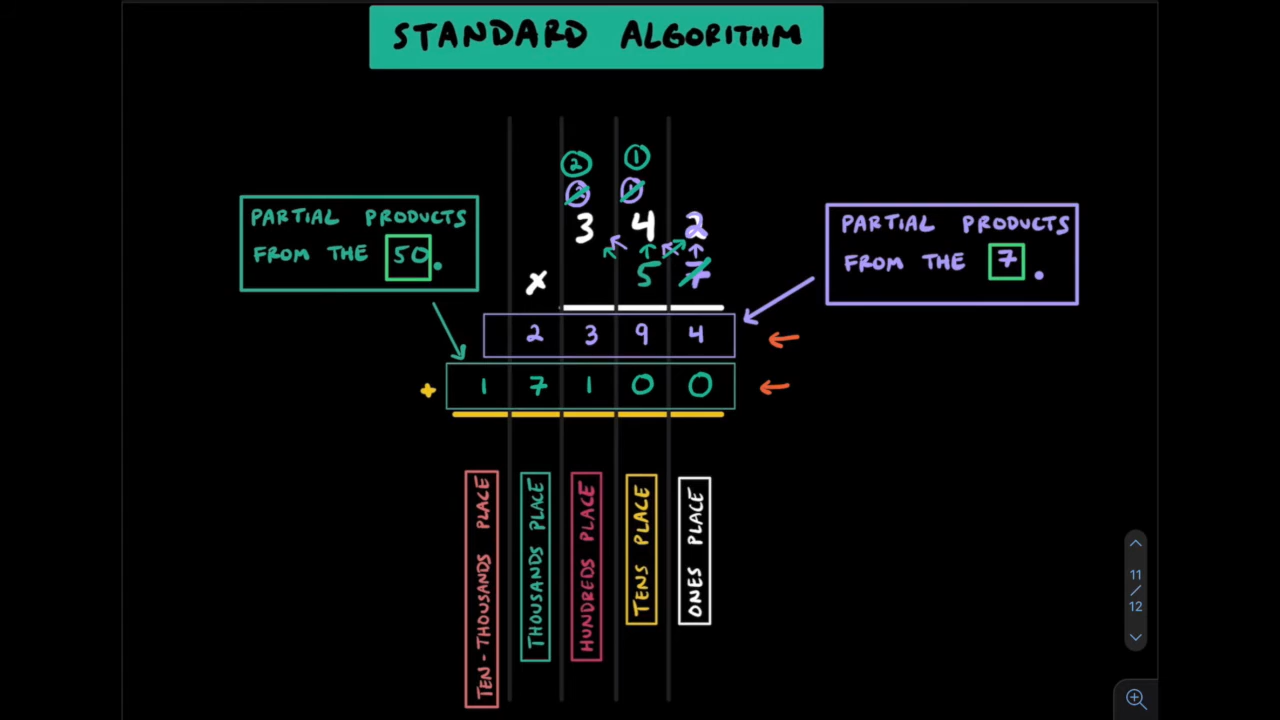 STANDARD ALGORITHM
2 1
2 1
3 4 2
x 5 7
PARTIAL PRODUCTS
FROM THE 50.
PARTIAL PRODUCTS
FROM THE 7.
2 3 9 4
+ 1 7 1 0 0
TEN-THOUSANDS PLACE
THOUSANDS PLACE
HUNDREDS PLACE
TENS PLACE
ONES PLACE
11
/
12